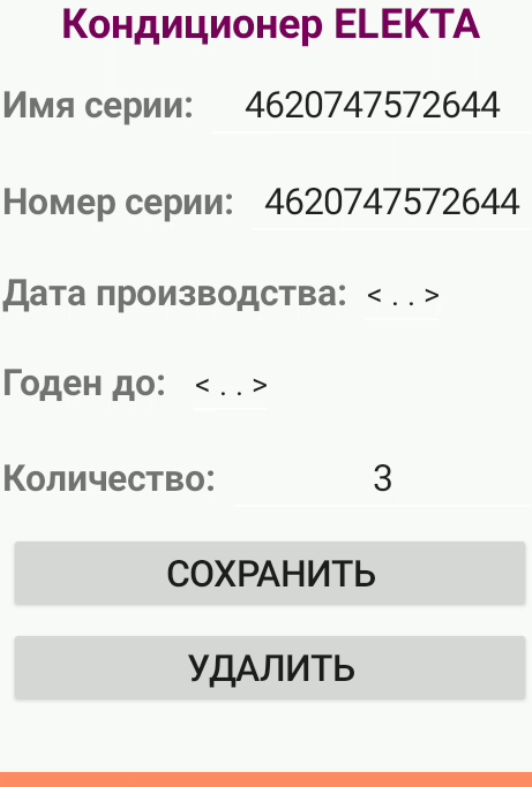 Кондиционер ELEKTA
Имя серии: 4620747572644
Номер серии: 4620747572644
Дата производства: < . . >
Годен до: < . . >
Количество: 3
СОХРАНИТЬ
УДАЛИТЬ